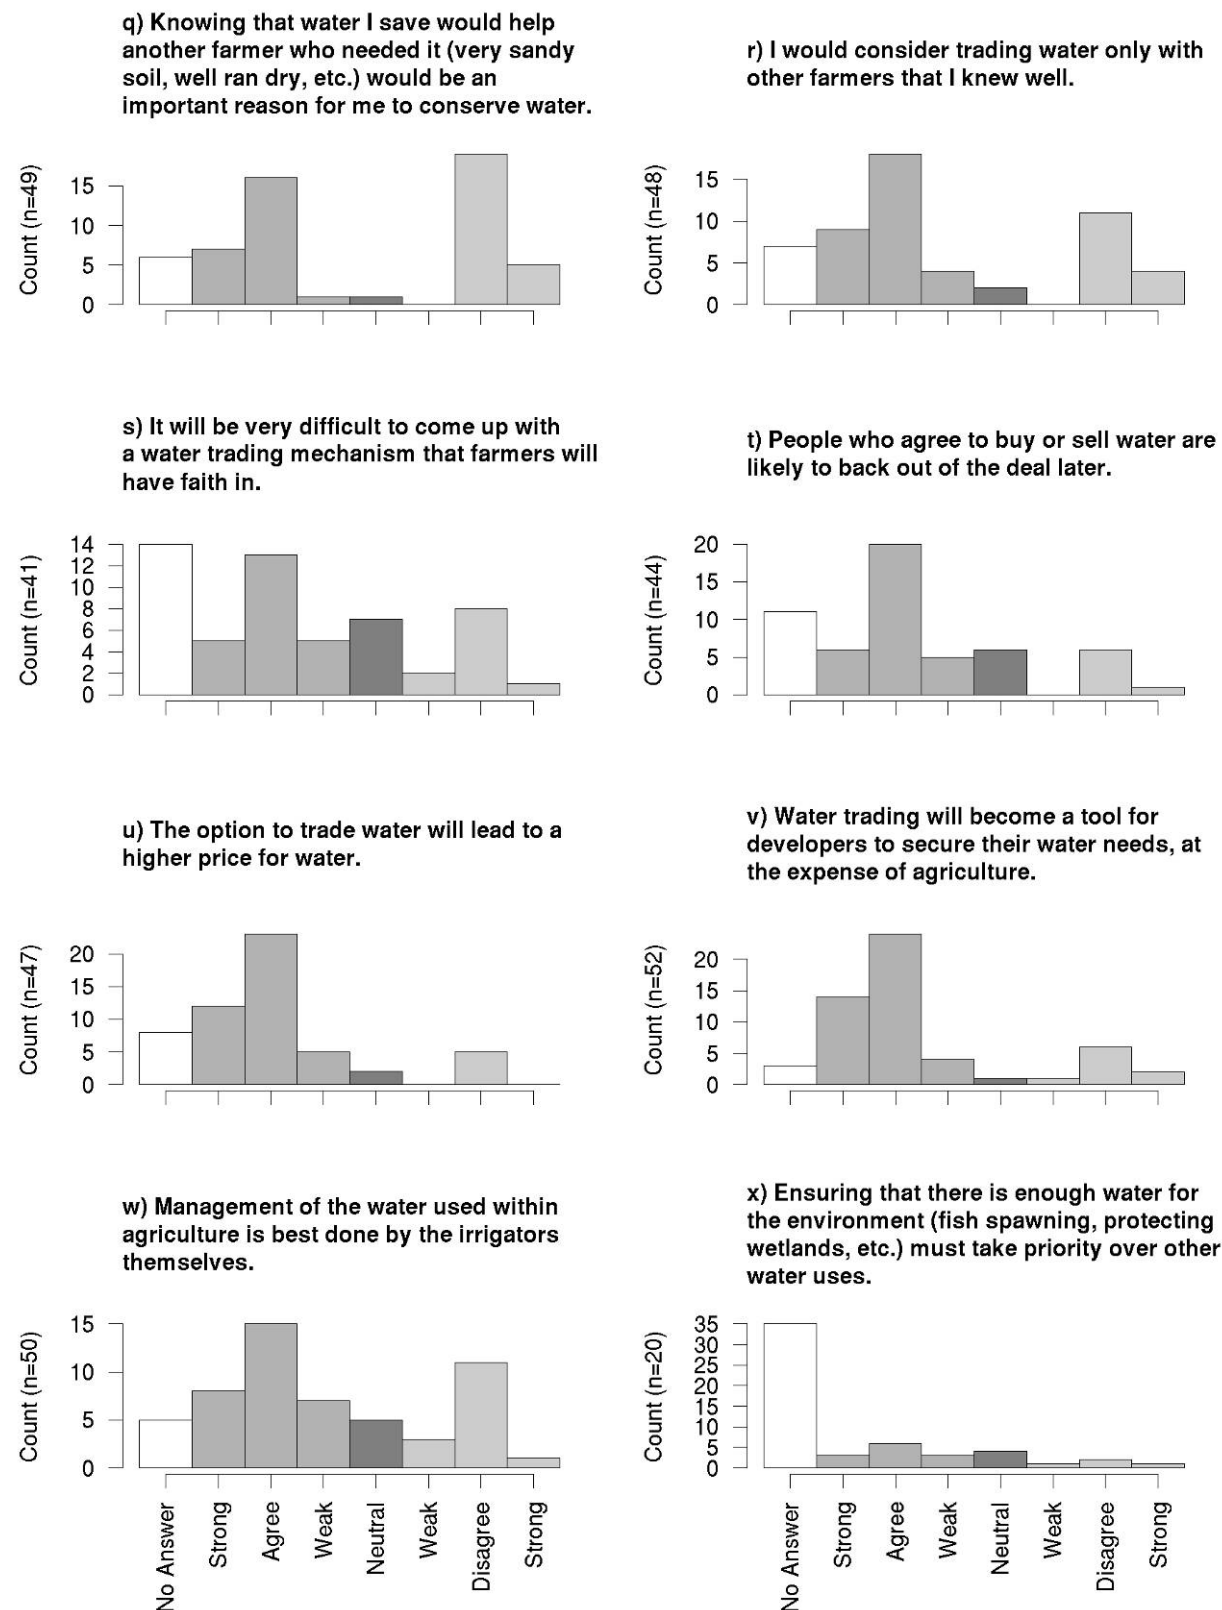 q) Knowing that water I save would help
another farmer who needed it (very sandy
soil, well ran dry, etc.) would be an
important reason for me to conserve water.
Count (n=49)
15
10
5
0
r) I would consider trading water only with
other farmers that I knew well.
Count (n=48)
15
10
5
0
s) It will be very difficult to come up with
a water trading mechanism that farmers will
have faith in.
Count (n=41)
14
12
10
8
6
4
2
0
t) People who agree to buy or sell water are
likely to back out of the deal later.
Count (n=44)
20
15
10
5
0
u) The option to trade water will lead to a
higher price for water.
Count (n=47)
20
15
10
5
0
v) Water trading will become a tool for
developers to secure their water needs, at
the expense of agriculture.
Count (n=52)
20
15
10
5
0
w) Management of the water used within
agriculture is best done by the irrigators
themselves.
Count (n=50)
15
10
5
0
No Answer
Strong
Agree
Weak
Neutral
Weak
Disagree
Strong
x) Ensuring that there is enough water for
the environment (fish spawning, protecting
wetlands, etc.) must take priority over other
water uses.
Count (n=20)
35
30
25
20
15
10
5
0
No Answer
Strong
Agree
Weak
Neutral
Weak
Disagree
Strong